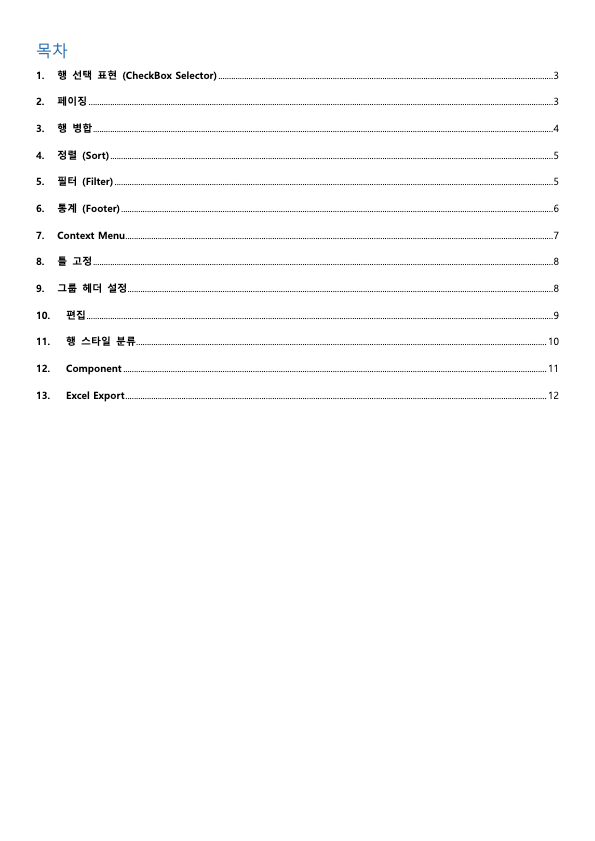 목차
1. 행 선택 표현 (CheckBox Selector) 3
2. 페이징 3
3. 행 병합 4
4. 정렬 (Sort) 5
5. 필터 (Filter) 5
6. 통계 (Footer) 6
7. Context Menu 7
8. 틀 고정 8
9. 그룹 헤더 설정 8
10. 편집 9
11. 행 스타일 분류 10
12. Component 11
13. Excel Export 12